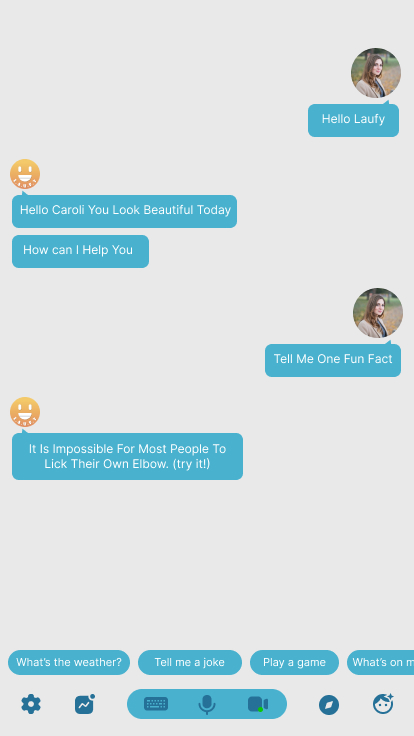 Hello Laufy
Hello Caroli You Look Beautiful Today
How can I Help You
Tell Me One Fun Fact
It Is Impossible For Most People To
Lick Their Own Elbow. (try it!)
What's the weather?
Tell me a joke
Play a game
What's on m